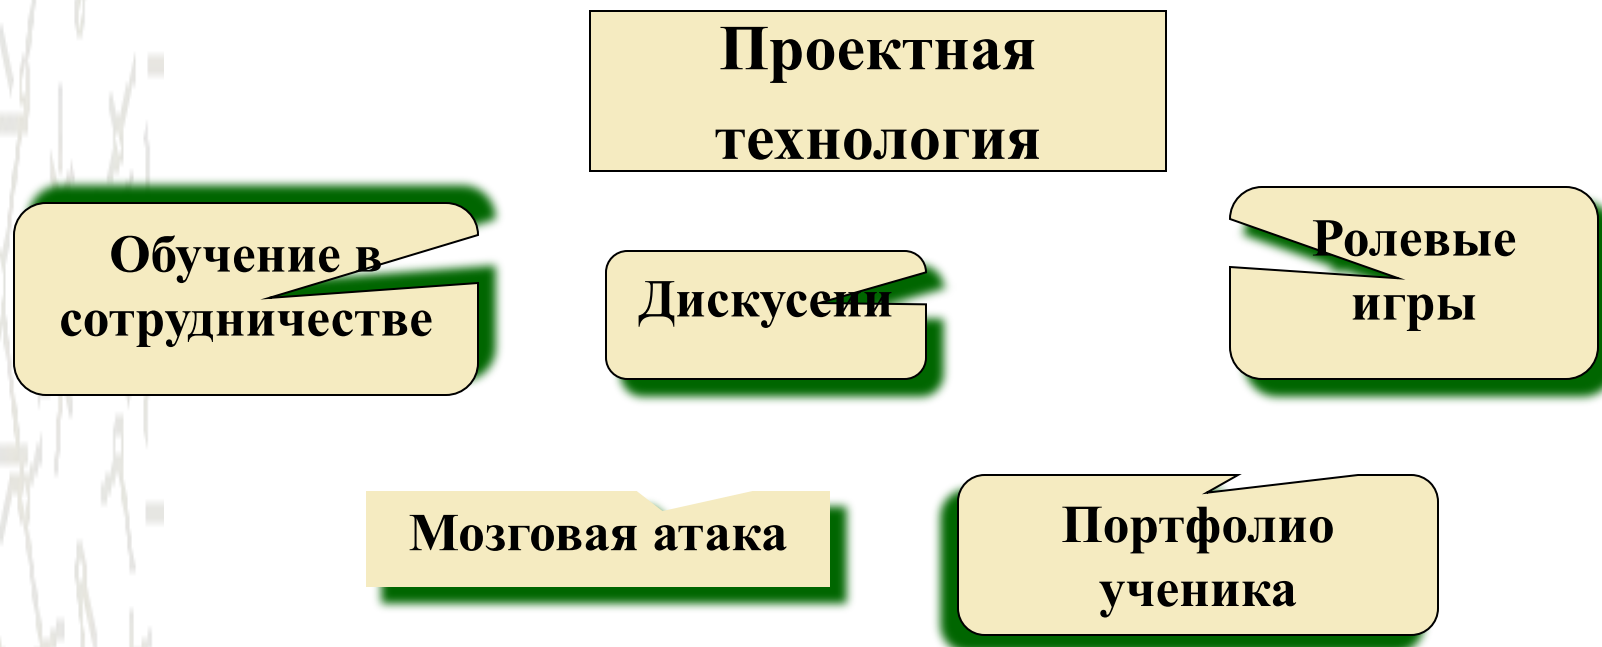 Проектная
технология
Обучение в
сотрудничестве
Дискуссии
Ролевые
игры
Мозговая атака
Портфолио
ученика